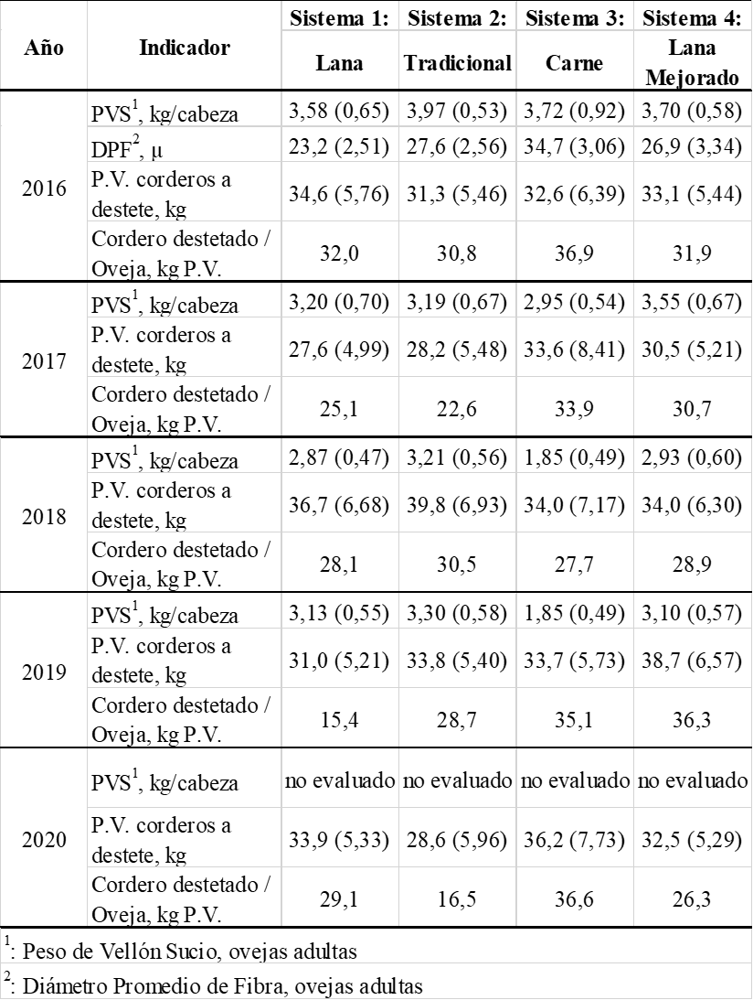 Año Indicador Sistema 1: Lana Sistema 2: Tradicional Sistema 3: Carne Sistema 4: Lana Mejorado
2016
PVS1, kg/cabeza 3,58 (0,65) 3,97 (0,53) 3,72 (0,92) 3,70 (0,58)
DPF2, µ 23,2 (2,51) 27,6 (2,56) 34,7 (3,06) 26,9 (3,34)
P.V. corderos a
destete, kg 34,6 (5,76) 31,3 (5,46) 32,6 (6,39) 33,1 (5,44)
Cordero destetado /
Oveja, kg P.V. 32,0 30,8 36,9 31,9
2017
PVS1, kg/cabeza 3,20 (0,70) 3,19 (0,67) 2,95 (0,54) 3,55 (0,67)
P.V. corderos a
destete, kg 27,6 (4,99) 28,2 (5,48) 33,6 (8,41) 30,5 (5,21)
Cordero destetado /
Oveja, kg P.V. 25,1 22,6 33,9 30,7
2018
PVS1, kg/cabeza 2,87 (0,47) 3,21 (0,56) 1,85 (0,49) 2,93 (0,60)
P.V. corderos a
destete, kg 36,7 (6,68) 39,8 (6,93) 34,0 (7,17) 34,0 (6,30)
Cordero destetado /
Oveja, kg P.V. 28,1 30,5 27,7 28,9
2019
PVS1, kg/cabeza 3,13 (0,55) 3,30 (0,58) 1,85 (0,49) 3,10 (0,57)
P.V. corderos a
destete, kg 31,0 (5,21) 33,8 (5,40) 33,7 (5,73) 38,7 (6,57)
Cordero destetado /
Oveja, kg P.V. 15,4 28,7 35,1 36,3
2020
PVS1, kg/cabeza no evaluado no evaluado no evaluado no evaluado
P.V. corderos a
destete, kg 33,9 (5,33) 28,6 (5,96) 36,2 (7,73) 32,5 (5,29)
Cordero destetado /
Oveja, kg P.V. 29,1 16,5 36,6 26,3
1: Peso de Vellón Sucio, ovejas adultas
2: Diámetro Promedio de Fibra, ovejas adultas